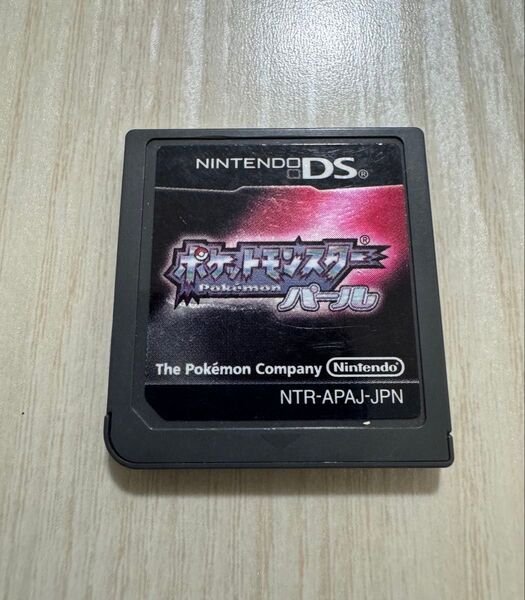 NINTENDO DS®
ポケットモンスター®
Pokémon
パール
The Pokémon Company Nintendo®
NTR-APAJ-JPN